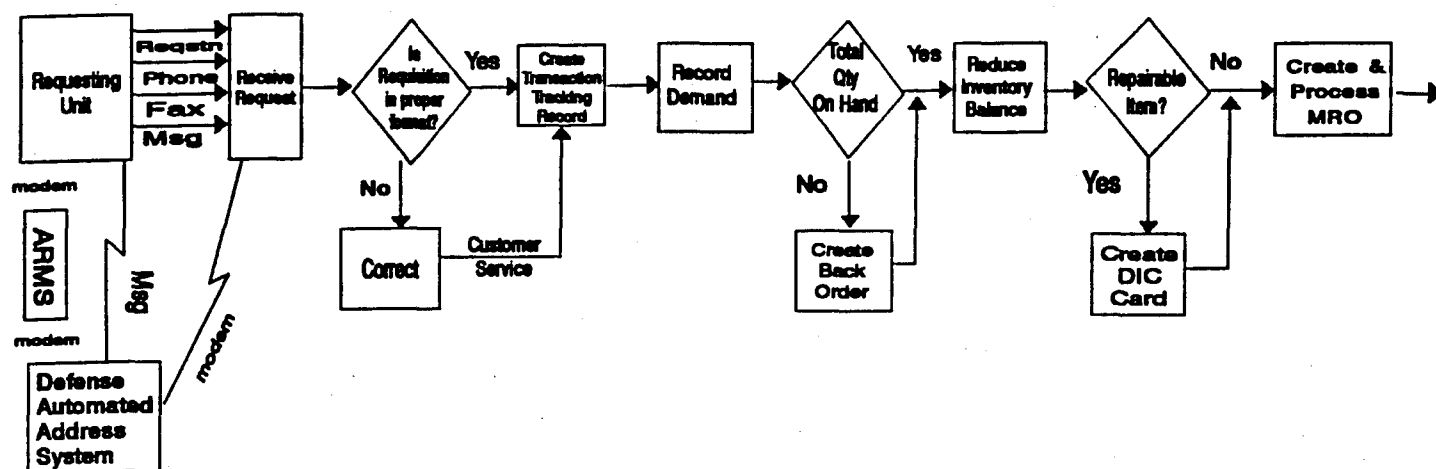 Requesting
Unit
Reqstn
Phone
Fax
Msg
Receive
Request
Is
Requisition
in proper
format?
Yes
No
Correct
Customer
Service
Create
Transaction
Tracking
Record
Record
Demand
Total
Qty
On Hand
Yes
No
Create
Back
Order
Reduce
Inventory
Balance
Repairable
Item?
No
Yes
Create
DIC
Card
Create &
Process
MRO
modem
ARMS
modem
Msg
modem
Defense
Automated
Address
System